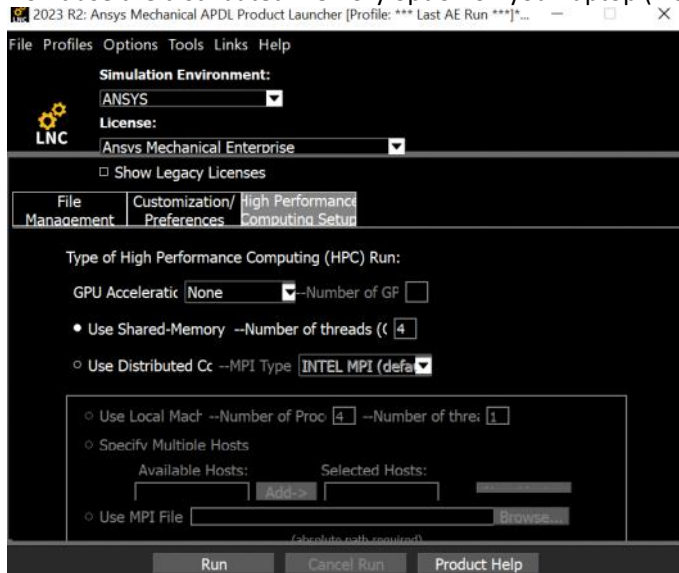 2023 R2: Ansys Mechanical APDL Product Launcher [Profile: *** Last AE Run ***]*...
File Profiles Options Tools Links Help
Simulation Environment:
ANSYS
LNC
License:
Ansys Mechanical Enterprise
Show Legacy Licenses
File Management
Customization/ Preferences
High Performance Computing Setup
Type of High Performance Computing (HPC) Run:
GPU Acceleratic None --Number of GP
Use Shared-Memory --Number of threads (( 4
Use Distributed Cc --MPI Type INTEL MPI (defau
Use Local Mach --Number of Proc 4 --Number of threa 1
Specify Multiple Hosts
Available Hosts: Selected Hosts:
Add->
Use MPI File Browse...
(absolute path required)
Run Cancel Run Product Help